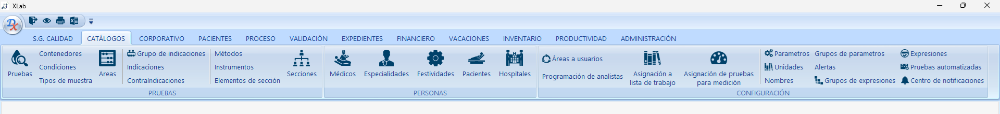 XLab
S.G. CALIDAD CATÁLOGOS CORPORATIVO PACIENTES PROCESO VALIDACIÓN EXPEDIENTES FINANCIERO VACACIONES INVENTARIO PRODUCTIVIDAD ADMINISTRACIÓN
Pruebas
Contenedores
Condiciones
Tipos de muestra
Areas
Grupo de indicaciones
Indicaciones
ContraIndicaciones
Métodos
Instrumentos
Elementos de sección
Secciones
PRUEBAS
Médicos
Especialidades
Festividades
Pacientes
Hospitales
PERSONAS
Áreas a usuarios
Programación de analistas
Asignación a
lista de trabajo
Asignación de pruebas
para medición
Parametros
Unidades
Nombres
Grupos de parametros
Alertas
Grupos de expresiones
Expresiones
Pruebas automatizadas
Centro de notificaciones
CONFIGURACIÓN